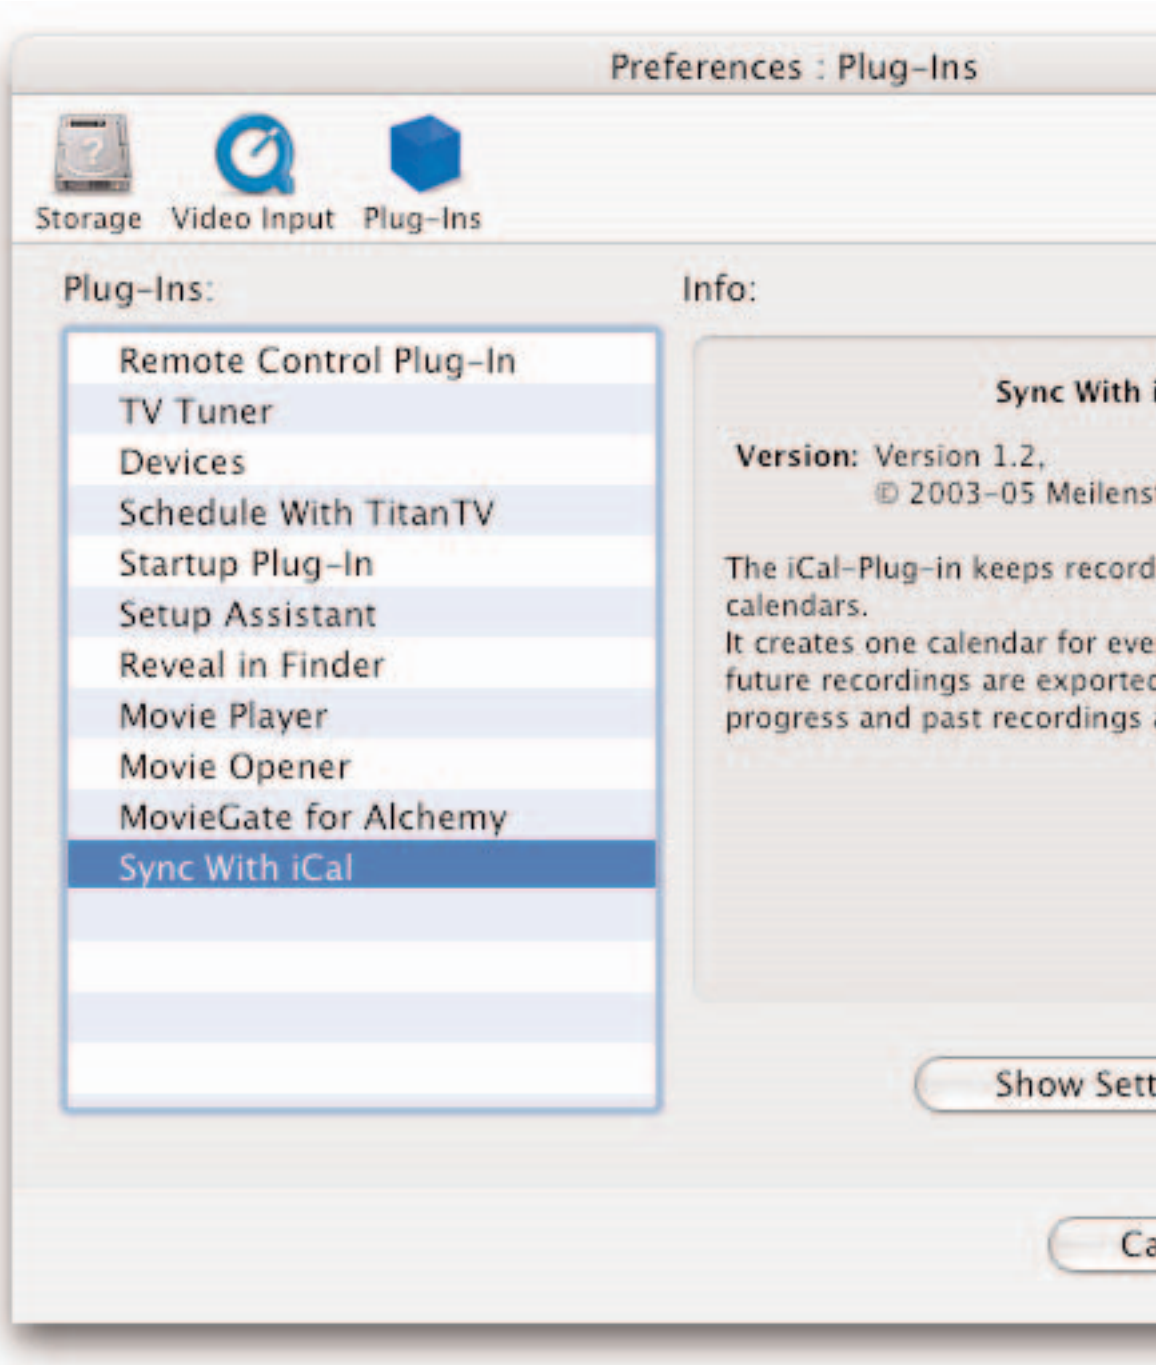 Preferences : Plug-Ins
Storage Video Input Plug-Ins
Plug-Ins:
Remote Control Plug-In
TV Tuner
Devices
Schedule With TitanTV
Startup Plug-In
Setup Assistant
Reveal in Finder
Movie Player
Movie Opener
MovieGate for Alchemy
Sync With iCal
Info:
Sync With
Version: Version 1.2,
© 2003-05
The iCal-Plug-in keeps
calendars.
It creates one calendar for
future recordings are
progress and past recordings
Show